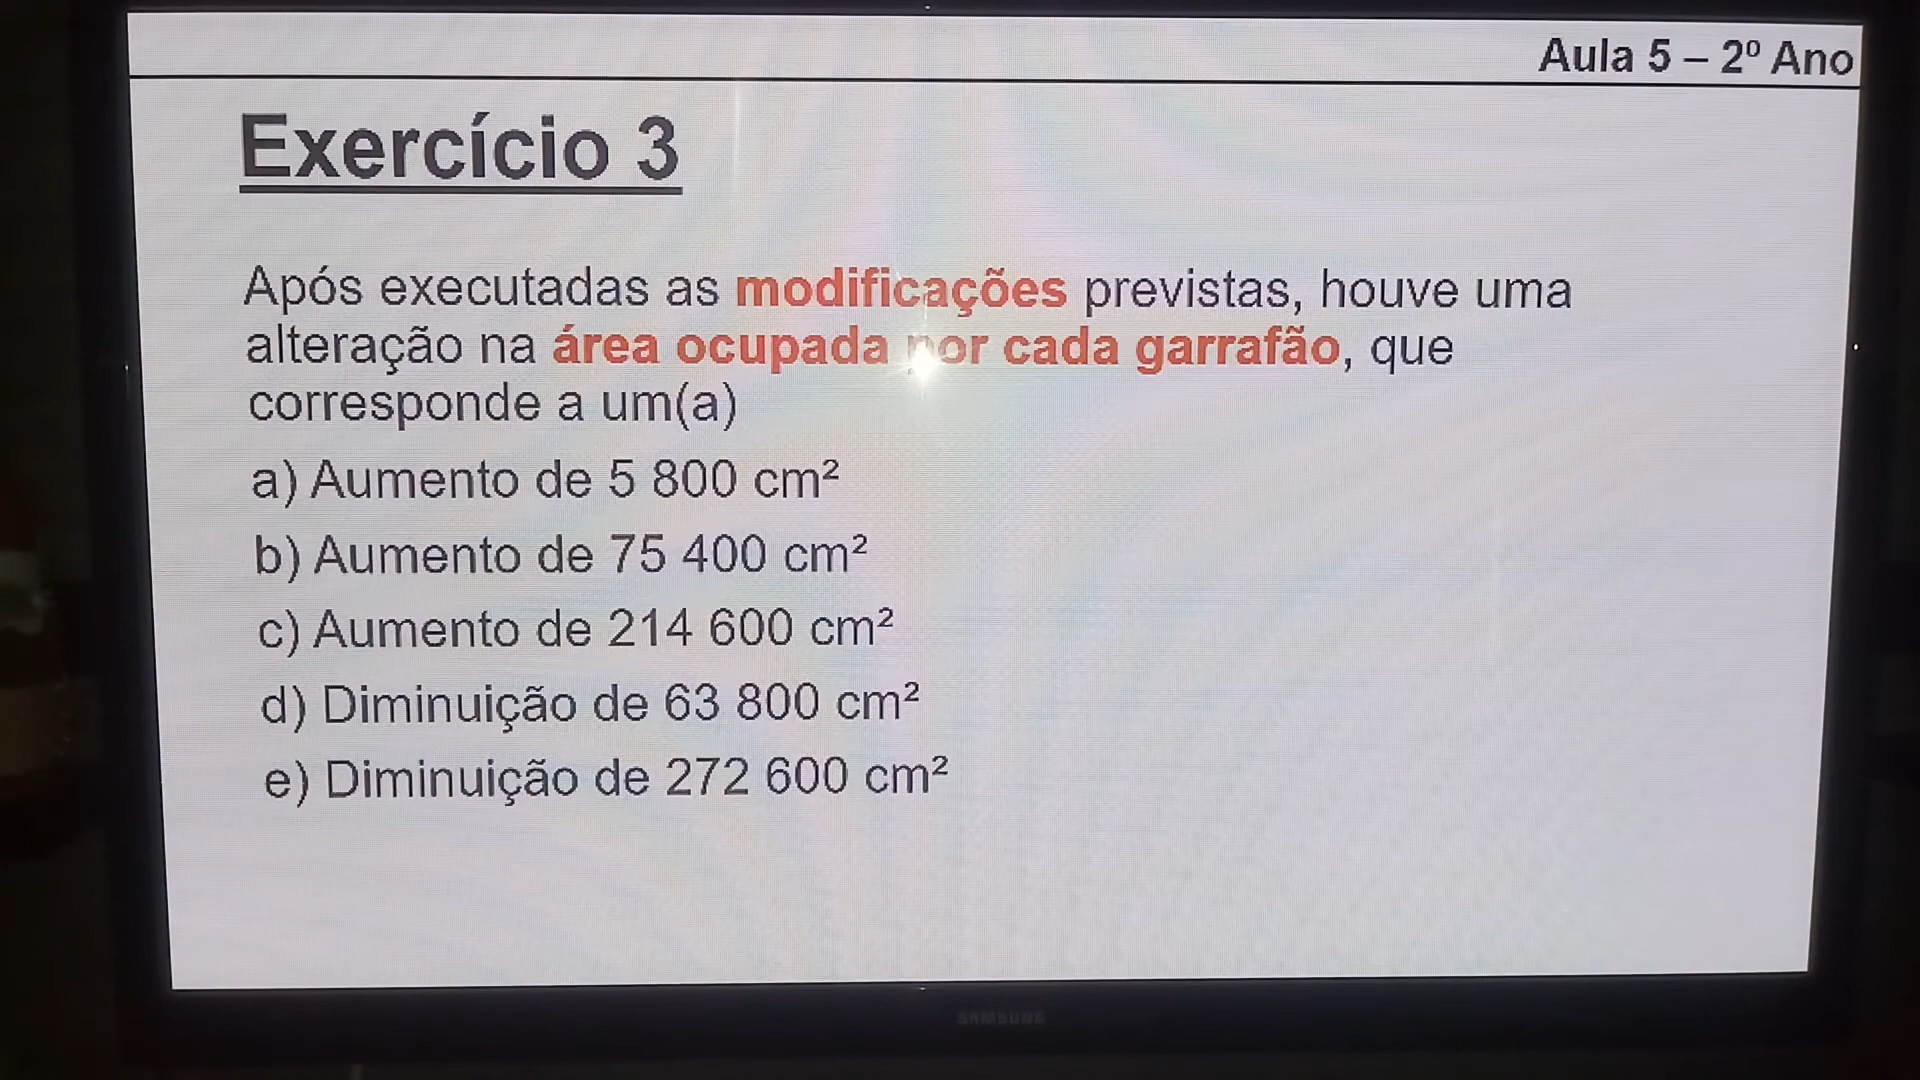 Aula 5 – 2º Ano
Exercício 3
Após executadas as modificações previstas, houve uma
alteração na área ocupada por cada garrafão, que
corresponde a um(a)
a) Aumento de 5 800 cm²
b) Aumento de 75 400 cm²
c) Aumento de 214 600 cm²
d) Diminuição de 63 800 cm²
e) Diminuição de 272 600 cm²
SAMSUNG